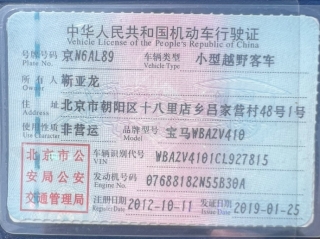 中华人民共和国机动车行驶证
Vehicle License of the People's Republic of China
号牌号码 京N6AL89 车辆类型 小型越野客车
Plate No. Vehicle Type
所有人 靳亚龙
Owner
住址 北京市朝阳区十八里店乡吕家营村48号1号
Address
使用性质 非营运 品牌型号 宝马WBAZV410
Use Character Model
北京市公 车辆识别代号 WBAZV4101CL927815
VIN
安局公安 发动机号码 07688182N55B30A
Engine No.
交通管理局 注册日期 2012-10-11 发证日期 2019-01-25
Register Date Issue Date